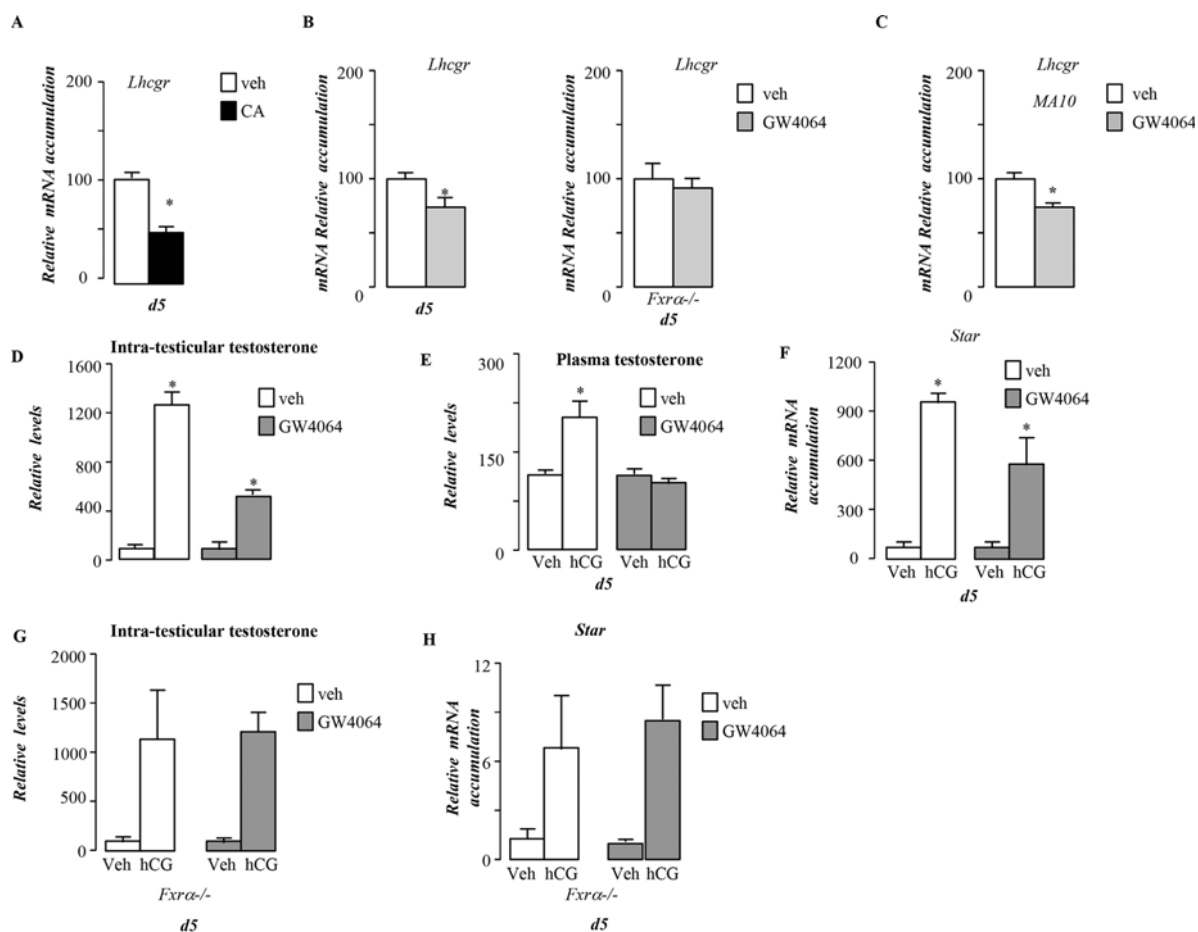 A
Relative mRNA accumulation
200
100
0
Lhcgr
veh
CA
*
d5
B
mRNA Relative accumulation
200
100
0
Lhcgr
veh
GW4064
*
d5
mRNA Relative accumulation
200
100
0
Lhcgr
veh
GW4064
Fxrα-/-
d5
C
mRNA Relative accumulation
200
100
0
Lhcgr
MA10
veh
GW4064
*
D
Intra-testicular testosterone
Relative levels
1600
1200
800
400
0
*
*
veh
GW4064
E
Plasma testosterone
Relative levels
300
150
0
*
veh
GW4064
Veh hCG Veh hCG
d5
F
Star
Relative mRNA
accumulation
1200
900
600
300
0
*
*
veh
GW4064
Veh hCG Veh hCG
d5
G
Intra-testicular testosterone
Relative levels
2000
1500
1000
500
0
veh
GW4064
Veh hCG Veh hCG
Fxrα-/-
d5
H
Star
Relative mRNA
accumulation
12
6
0
veh
GW4064
Veh hCG Veh hCG
Fxrα-/-
d5